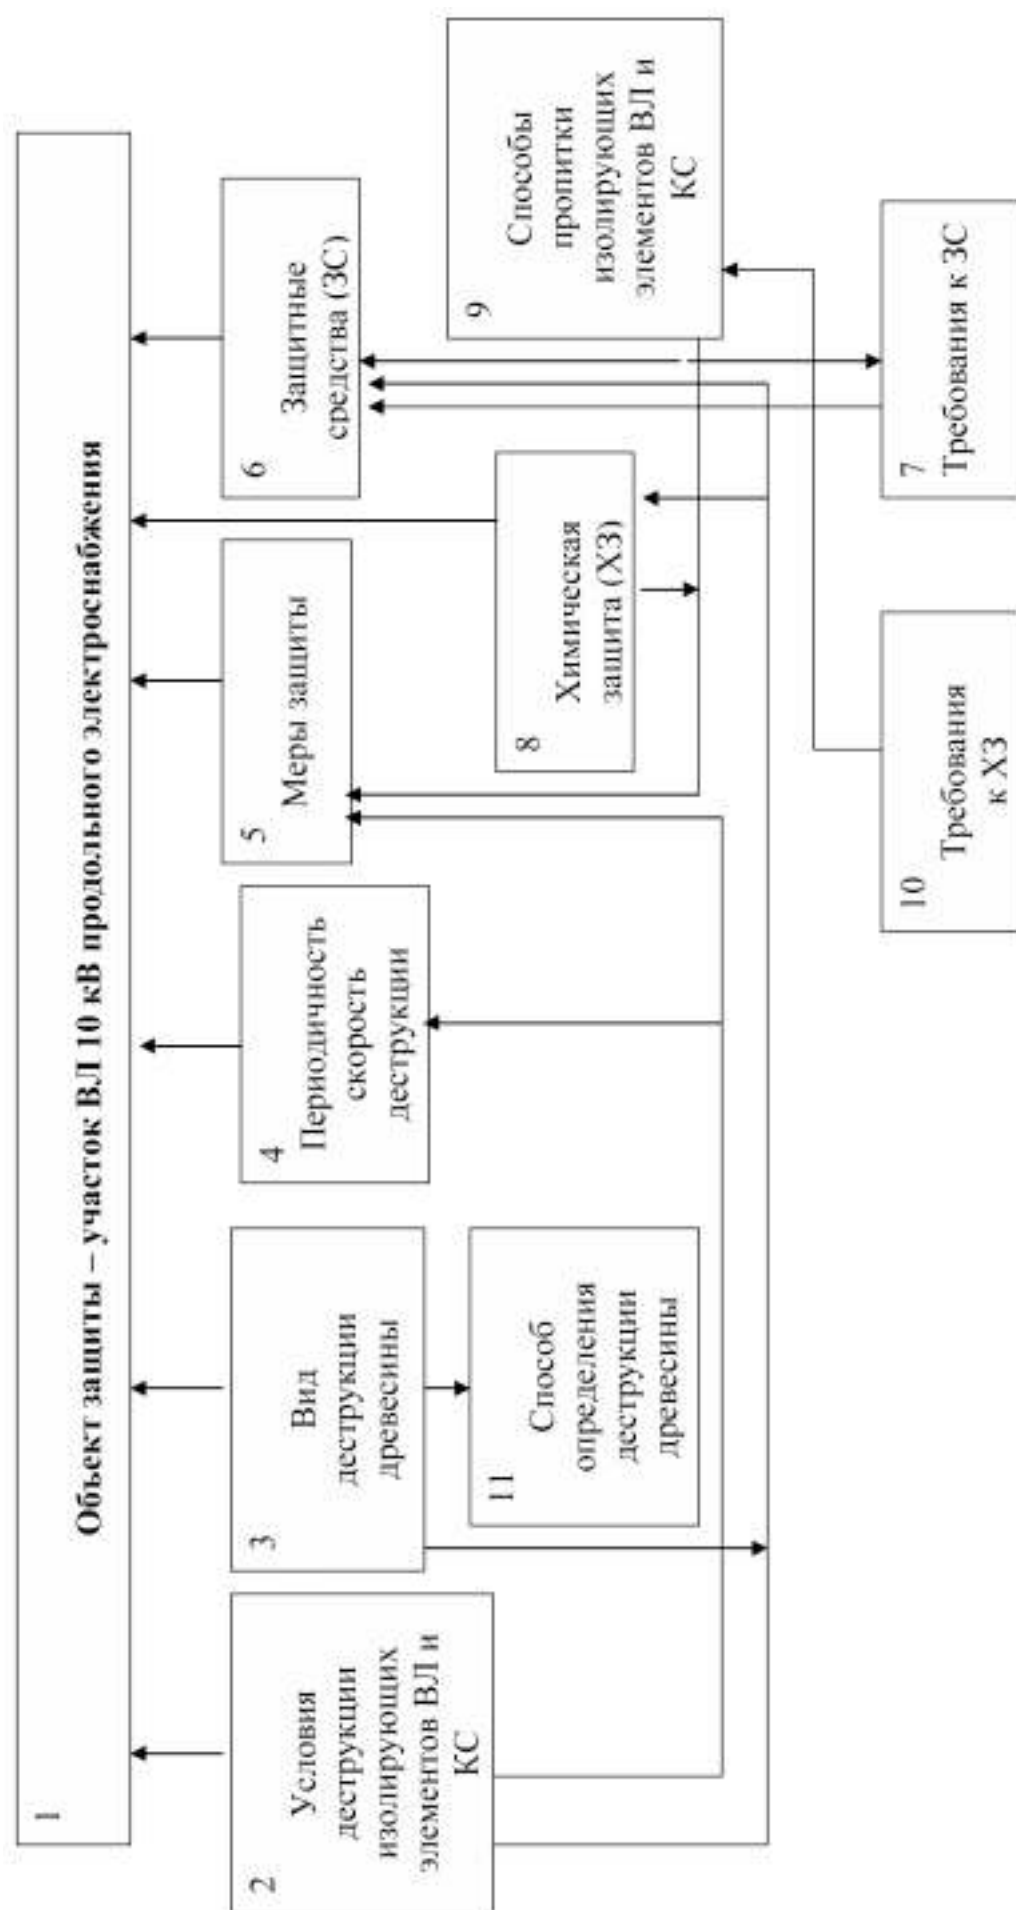 1
Объект защиты – участок ВЛ 10 кВ продольного электроснабжения
2
Условия
деструкции
изолирующих
элементов ВЛ и
КС
3
Вид
деструкции
древесины
4
Периодичность
скорость
деструкции
5
Меры защиты
6
Защитные
средства (ЗС)
11
Способ
определения
деструкции
древесины
8
Химическая
защита (ХЗ)
9
Способы
пропитки
изолирующих
элементов ВЛ и
КС
10
Требования
к ХЗ
7
Требования к ЗС